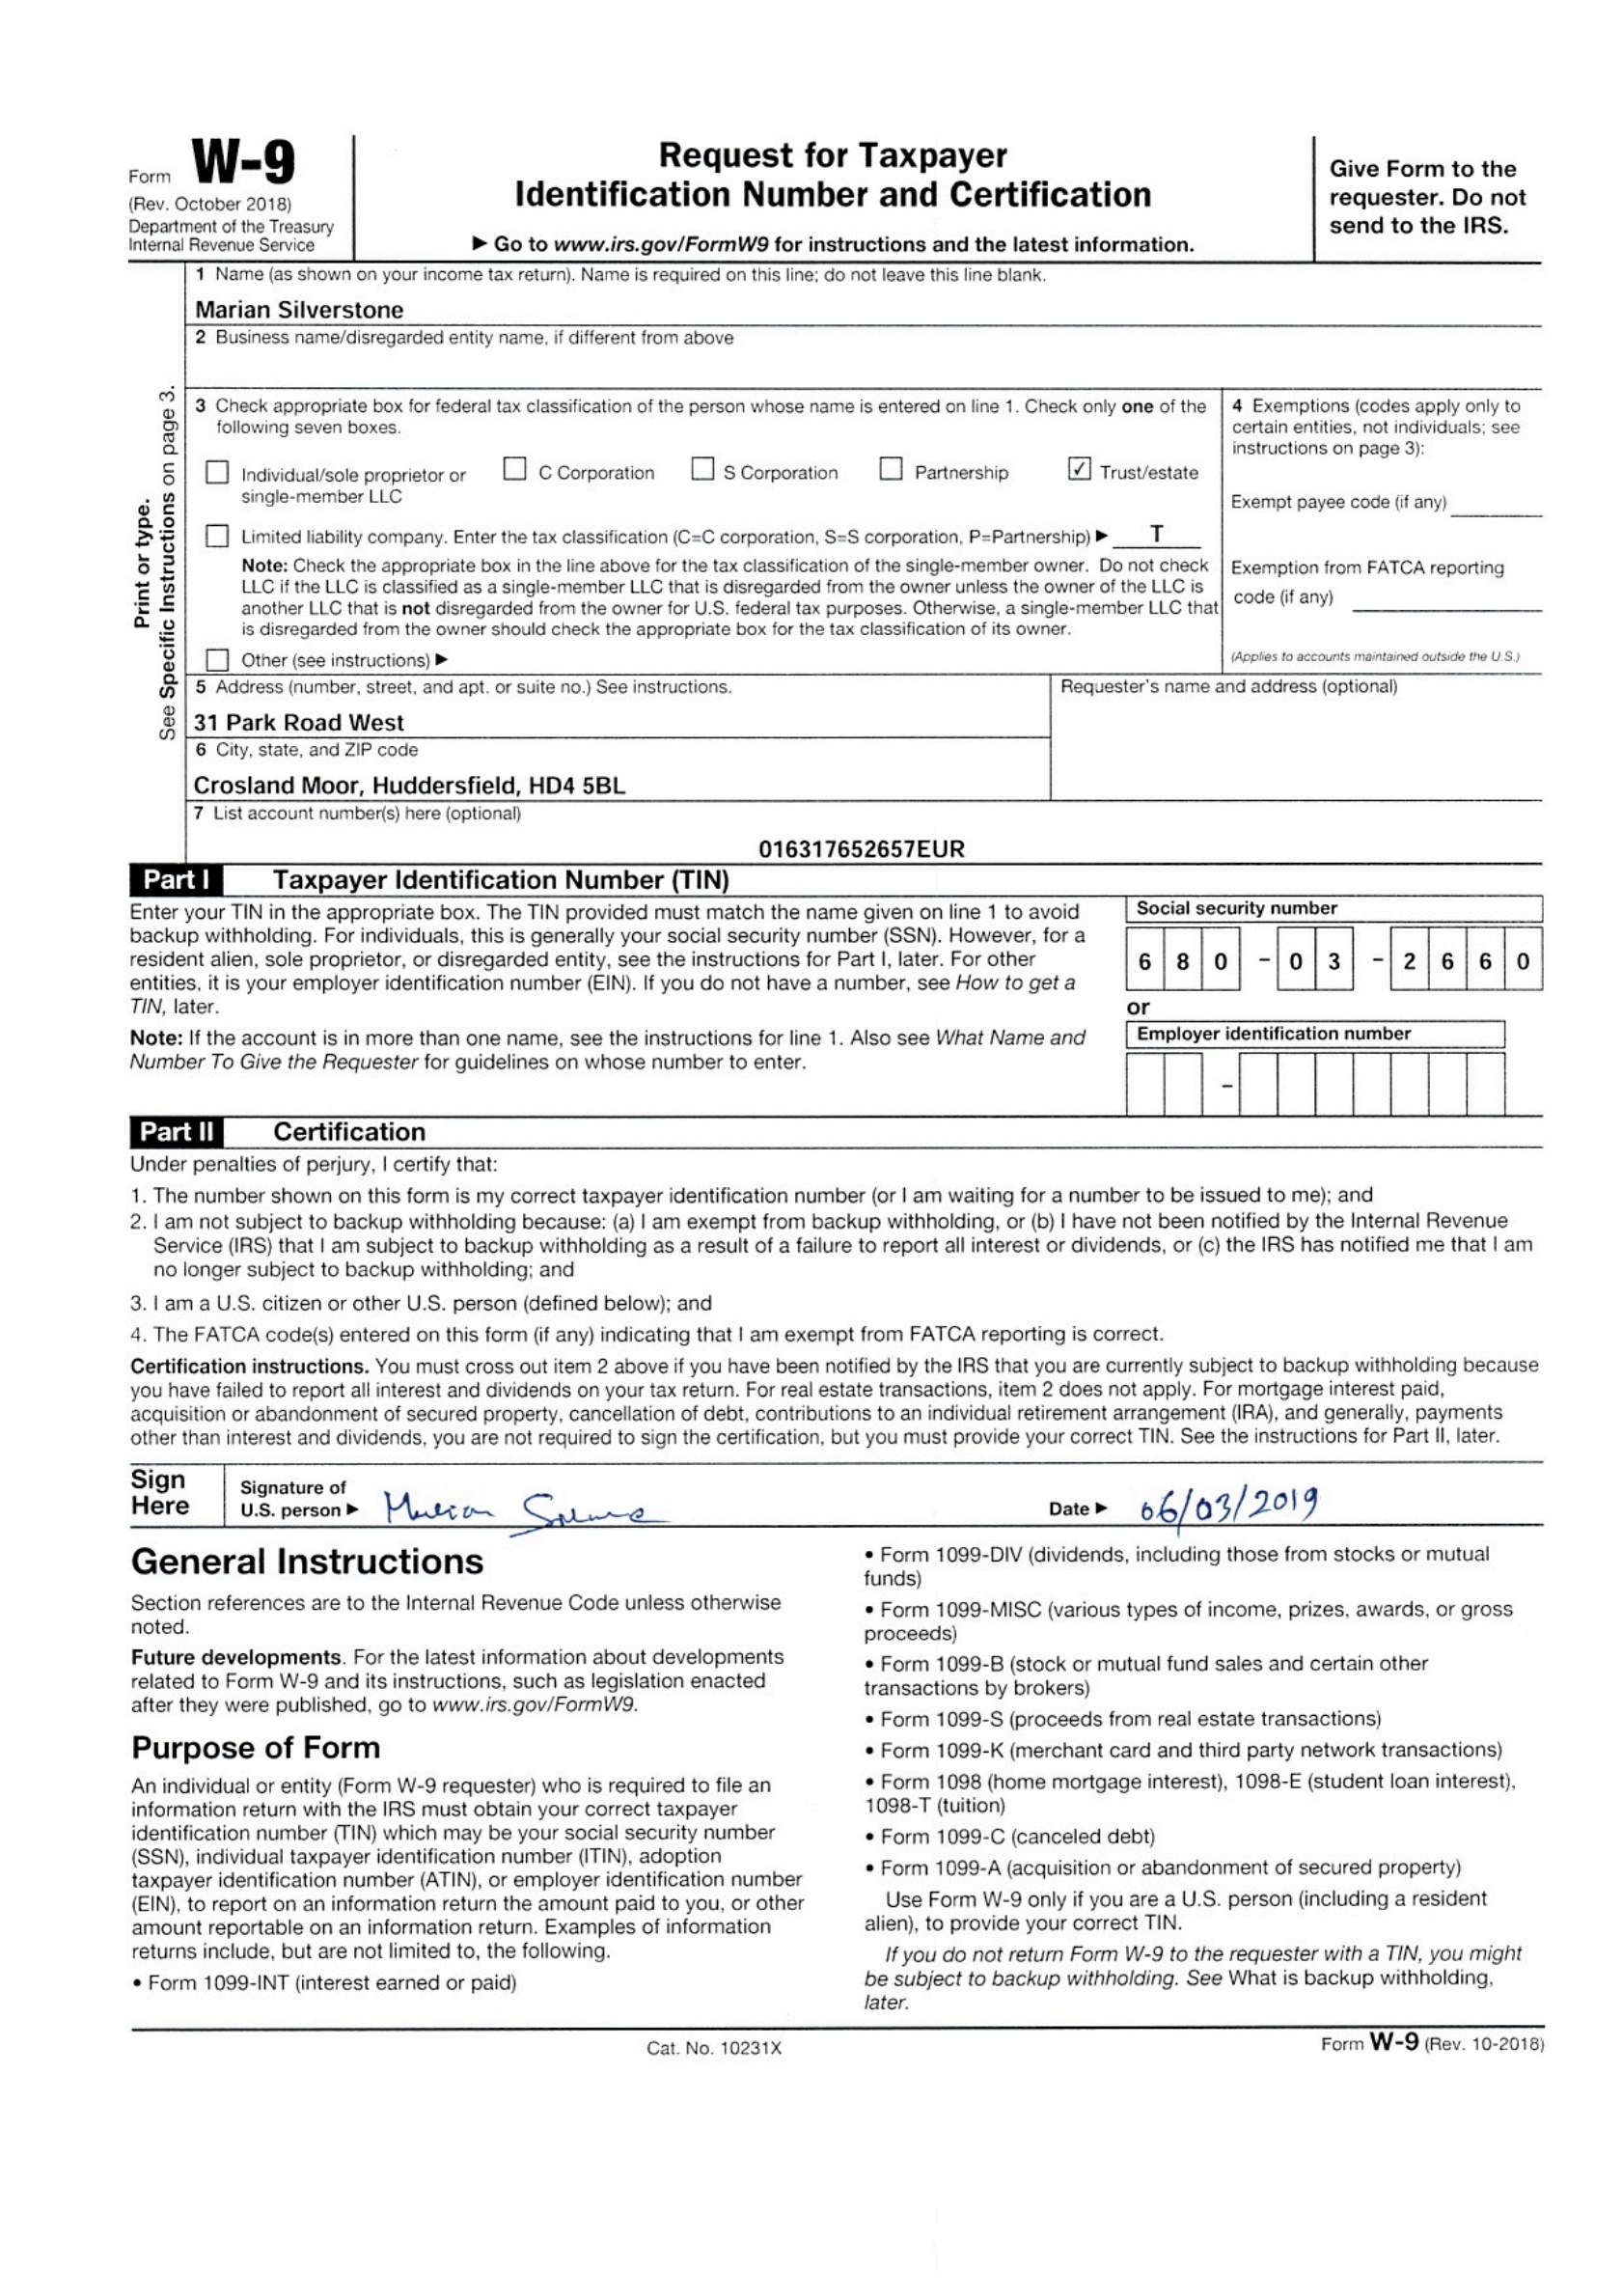 Form W-9
(Rev. October 2018)
Department of the Treasury
Internal Revenue Service
Request for Taxpayer
Identification Number and Certification
▶ Go to www.irs.gov/FormW9 for instructions and the latest information.
Give Form to the
requester. Do not
send to the IRS.
Print or type.
See Specific Instructions on page 3.
1 Name (as shown on your income tax return). Name is required on this line; do not leave this line blank.
Marian Silverstone
2 Business name/disregarded entity name, if different from above
3 Check appropriate box for federal tax classification of the person whose name is entered on line 1. Check only one of the
following seven boxes.
☐ Individual/sole proprietor or
single-member LLC
☐ C Corporation
☐ S Corporation
☐ Partnership
☑ Trust/estate
☐ Limited liability company. Enter the tax classification (C=C corporation, S=S corporation, P=Partnership) ▶ T
Note: Check the appropriate box in the line above for the tax classification of the single-member owner. Do not check
LLC if the LLC is classified as a single-member LLC that is disregarded from the owner unless the owner of the LLC is
another LLC that is not disregarded from the owner for U.S. federal tax purposes. Otherwise, a single-member LLC that
is disregarded from the owner should check the appropriate box for the tax classification of its owner.
☐ Other (see instructions) ▶
4 Exemptions (codes apply only to
certain entities, not individuals; see
instructions on page 3):
Exempt payee code (if any)
Exemption from FATCA reporting
code (if any)
(Applies to accounts maintained outside the U.S.)
5 Address (number, street, and apt. or suite no.) See instructions.
31 Park Road West
6 City, state, and ZIP code
Crosland Moor, Huddersfield, HD4 5BL
Requester's name and address (optional)
7 List account number(s) here (optional)
016317652657EUR
Part I Taxpayer Identification Number (TIN)
Enter your TIN in the appropriate box. The TIN provided must match the name given on line 1 to avoid
backup withholding. For individuals, this is generally your social security number (SSN). However, for a
resident alien, sole proprietor, or disregarded entity, see the instructions for Part I, later. For other
entities, it is your employer identification number (EIN). If you do not have a number, see How to get a
TIN, later.
Note: If the account is in more than one name, see the instructions for line 1. Also see What Name and
Number To Give the Requester for guidelines on whose number to enter.
Social security number
6 8 0 - 0 3 - 2 6 6 0
or
Employer identification number
-
Part II Certification
Under penalties of perjury, I certify that:
1. The number shown on this form is my correct taxpayer identification number (or I am waiting for a number to be issued to me); and
2. I am not subject to backup withholding because: (a) I am exempt from backup withholding, or (b) I have not been notified by the Internal Revenue
Service (IRS) that I am subject to backup withholding as a result of a failure to report all interest or dividends, or (c) the IRS has notified me that I am
no longer subject to backup withholding; and
3. I am a U.S. citizen or other U.S. person (defined below); and
4. The FATCA code(s) entered on this form (if any) indicating that I am exempt from FATCA reporting is correct.
Certification instructions. You must cross out item 2 above if you have been notified by the IRS that you are currently subject to backup withholding because
you have failed to report all interest and dividends on your tax return. For real estate transactions, item 2 does not apply. For mortgage interest paid,
acquisition or abandonment of secured property, cancellation of debt, contributions to an individual retirement arrangement (IRA), and generally, payments
other than interest and dividends, you are not required to sign the certification, but you must provide your correct TIN. See the instructions for Part II, later.
Sign
Here
Signature of
U.S. person ▶
Date ▶ 06/03/2019
General Instructions
Section references are to the Internal Revenue Code unless otherwise
noted.
Future developments. For the latest information about developments
related to Form W-9 and its instructions, such as legislation enacted
after they were published, go to www.irs.gov/FormW9.
Purpose of Form
An individual or entity (Form W-9 requester) who is required to file an
information return with the IRS must obtain your correct taxpayer
identification number (TIN) which may be your social security number
(SSN), individual taxpayer identification number (ITIN), adoption
taxpayer identification number (ATIN), or employer identification number
(EIN), to report on an information return the amount paid to you, or other
amount reportable on an information return. Examples of information
returns include, but are not limited to, the following.
• Form 1099-INT (interest earned or paid)
• Form 1099-DIV (dividends, including those from stocks or mutual
funds)
• Form 1099-MISC (various types of income, prizes, awards, or gross
proceeds)
• Form 1099-B (stock or mutual fund sales and certain other
transactions by brokers)
• Form 1099-S (proceeds from real estate transactions)
• Form 1099-K (merchant card and third party network transactions)
• Form 1098 (home mortgage interest), 1098-E (student loan interest),
1098-T (tuition)
• Form 1099-C (canceled debt)
• Form 1099-A (acquisition or abandonment of secured property)
Use Form W-9 only if you are a U.S. person (including a resident
alien), to provide your correct TIN.
If you do not return Form W-9 to the requester with a TIN, you might
be subject to backup withholding. See What is backup withholding,
later.
Cat. No. 10231X
Form W-9 (Rev. 10-2018)